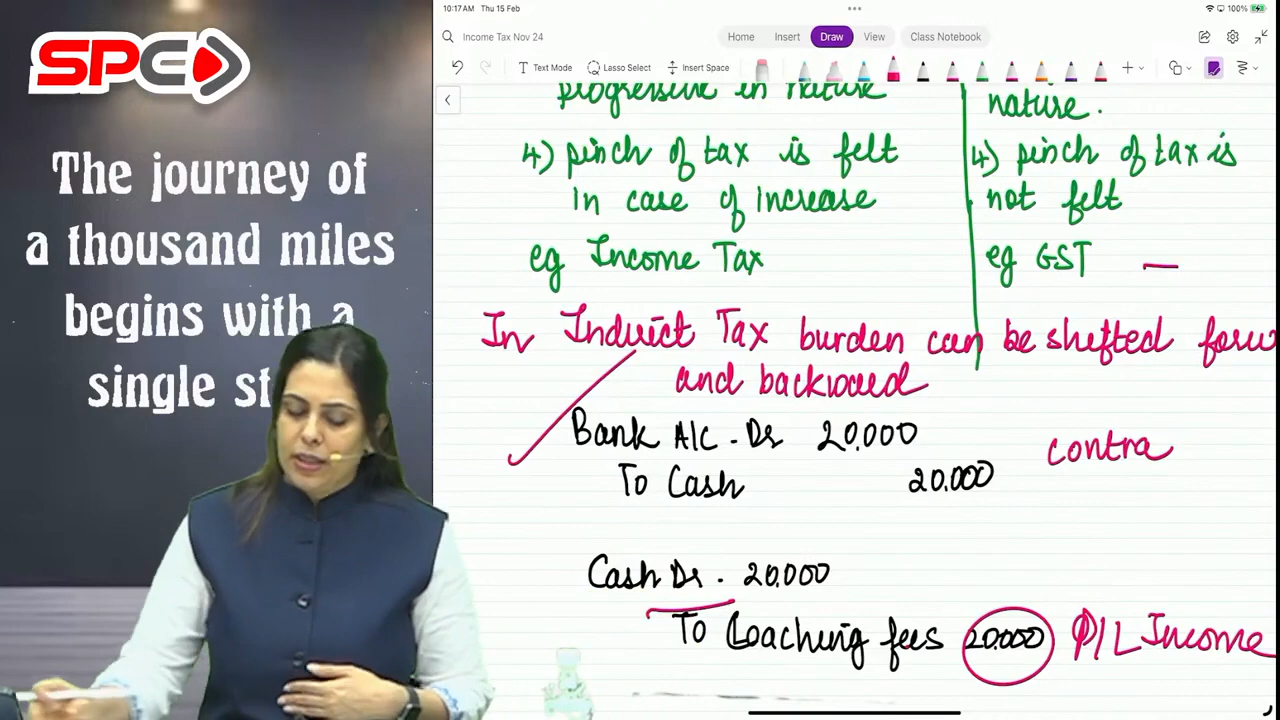 SPC
The journey of
a thousand miles
begins with a
single st
10:17 AM Thu 15 Feb
100%
Income Tax Nov 24
Home Insert Draw View Class Notebook
Text Mode Lasso Select Insert Space
progressive in nature
nature.
4) pinch of tax is felt
in case of increase
eg Income Tax
4) pinch of tax is
not felt
eg GST
In Indirect Tax burden can be shifted forw
and backward
Bank A/C - Dr 20,000
To Cash 20,000
contra
Cash Dr. 20,000
To Coaching fees 20,000 P/L Income